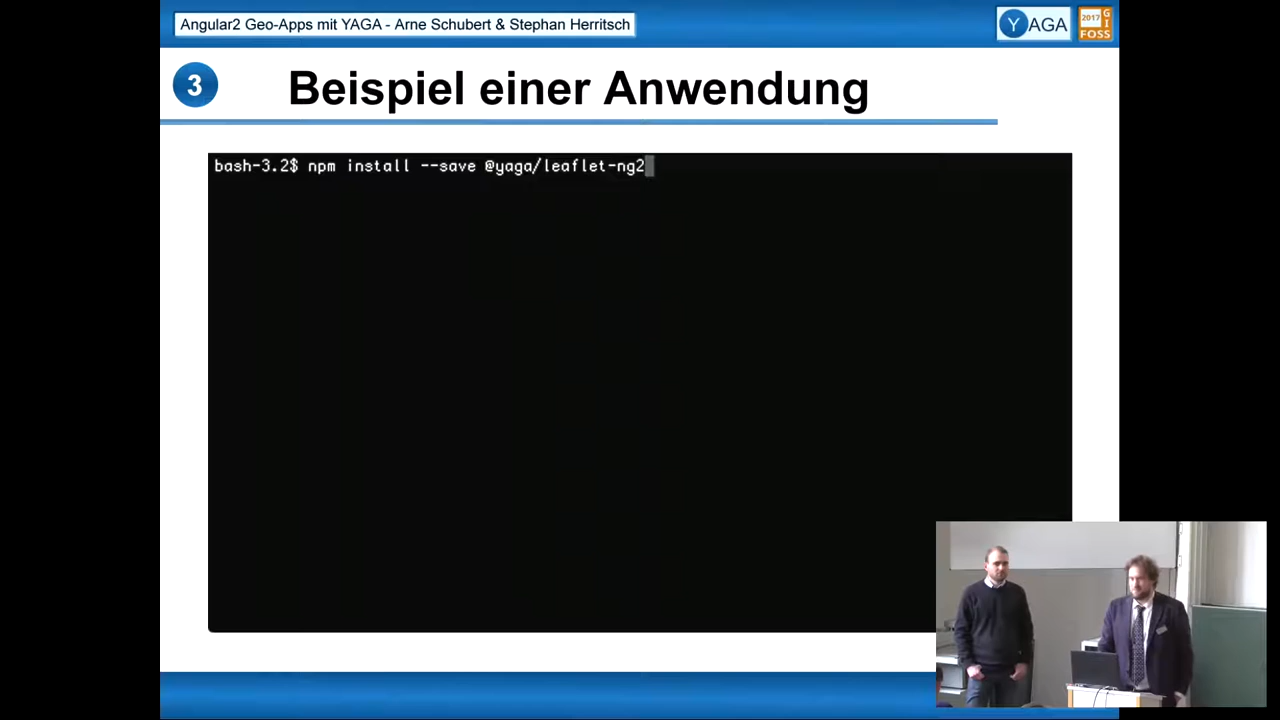 Angular2 Geo-Apps mit YAGA - Arne Schubert & Stephan Herritsch
YAGA
2017
GI
FOSS
3
Beispiel einer Anwendung
bash-3.2$ npm install --save @yaga/leaflet-ng2